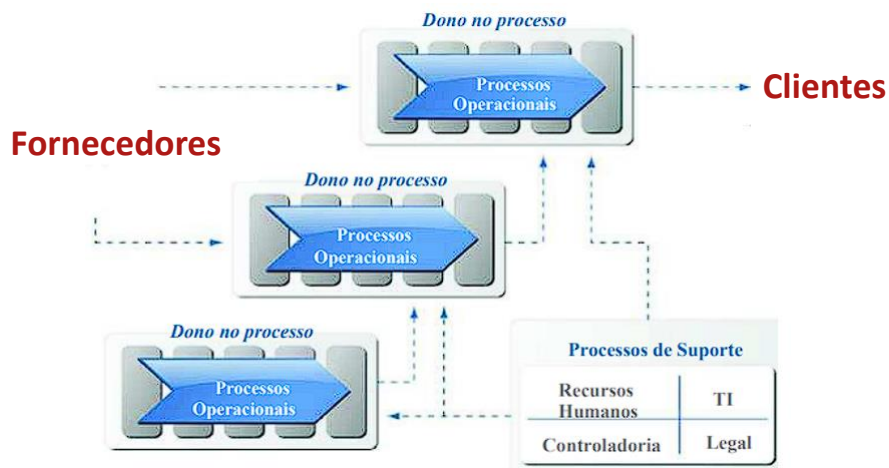 Dono no processo
Processos
Operacionais
Clientes
Fornecedores
Dono no processo
Processos
Operacionais
Dono no processo
Processos
Operacionais
Processos de Suporte
Recursos
Humanos
TI
Controladoria
Legal